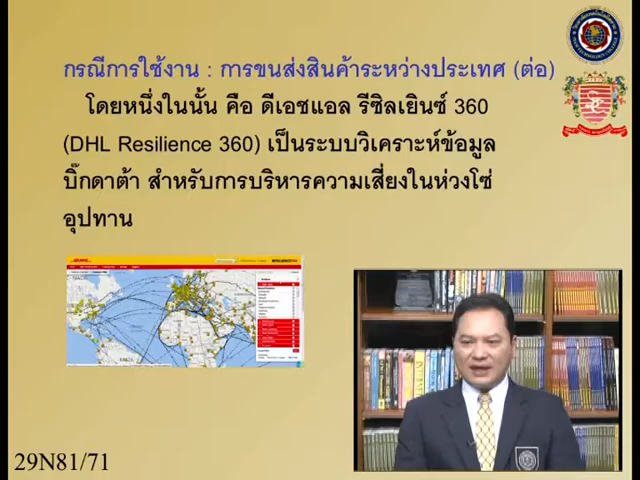 กรณีการใช้งาน : การขนส่งสินค้าระหว่างประเทศ (ต่อ)
โดยหนึ่งในนั้น คือ ดีเอชแอล รีซิลเยินซ์ 360
(DHL Resilience 360) เป็นระบบวิเคราะห์ข้อมูล
บิ๊กดาต้า สำหรับการบริหารความเสี่ยงในห่วงโซ่
อุปทาน
29N81/71